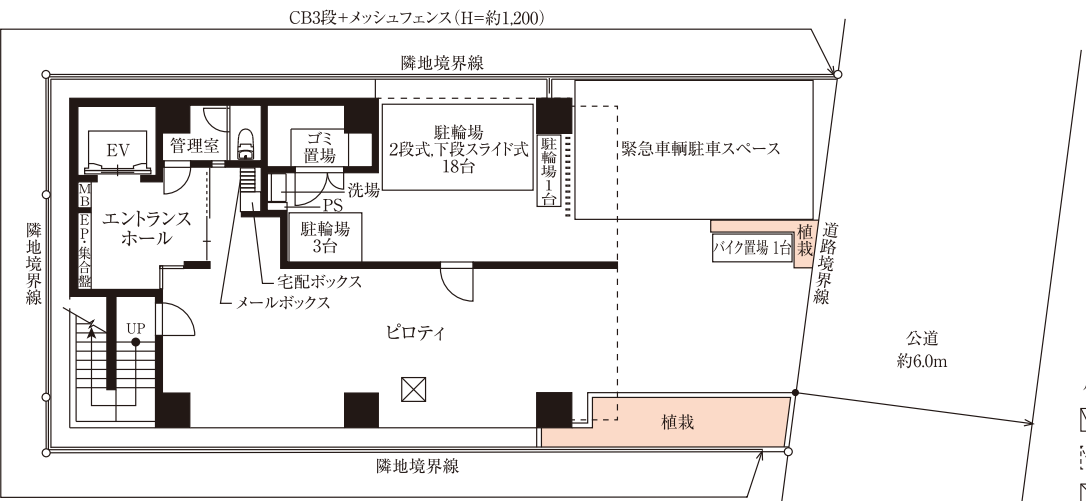 CB3段+メッシュフェンス(H=約1,200)
隣地境界線
EV
管理室
ゴミ
置場
駐輪場
2段式,下段スライド式
18台
駐輪場1台
緊急車輌駐車スペース
MB
EP・集合盤
エントランス
ホール
洗場
PS
駐輪場
3台
バイク置場 1台
植栽
道路境界線
隣地境界線
宅配ボックス
メールボックス
UP
ピロティ
公道
約6.0m
植栽
隣地境界線